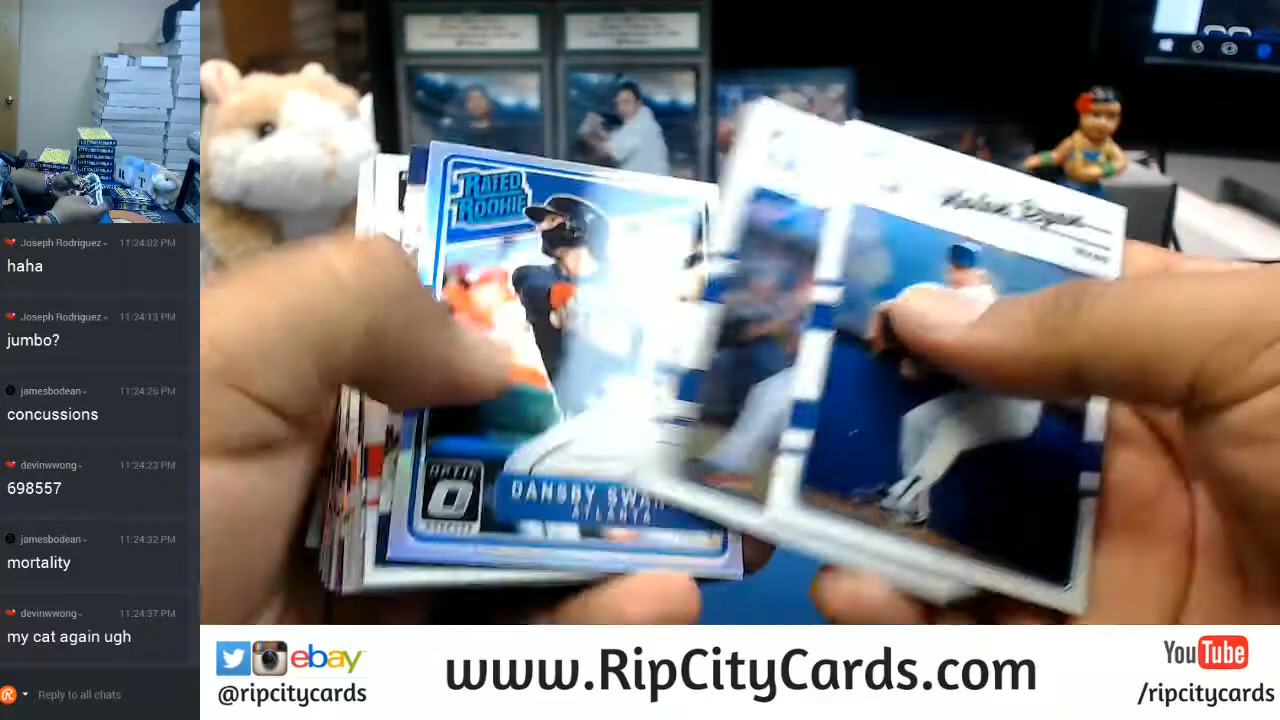 Joseph Rodriguez
11:24:02 PM
haha
Joseph Rodriguez
11:24:13 PM
jumbo?
jamesbodean
11:24:26 PM
concussions
devinwwong
11:24:23 PM
698557
jamesbodean
11:24:32 PM
mortality
devinwwong
11:24:37 PM
my cat again ugh
Reply to all chats
RATED
ROOKIE
DANSBY SWA
ATLANTA
Nolan Ryan
ebay
@ripcitycards
www.RipCityCards.com
YouTube
/ripcitycards